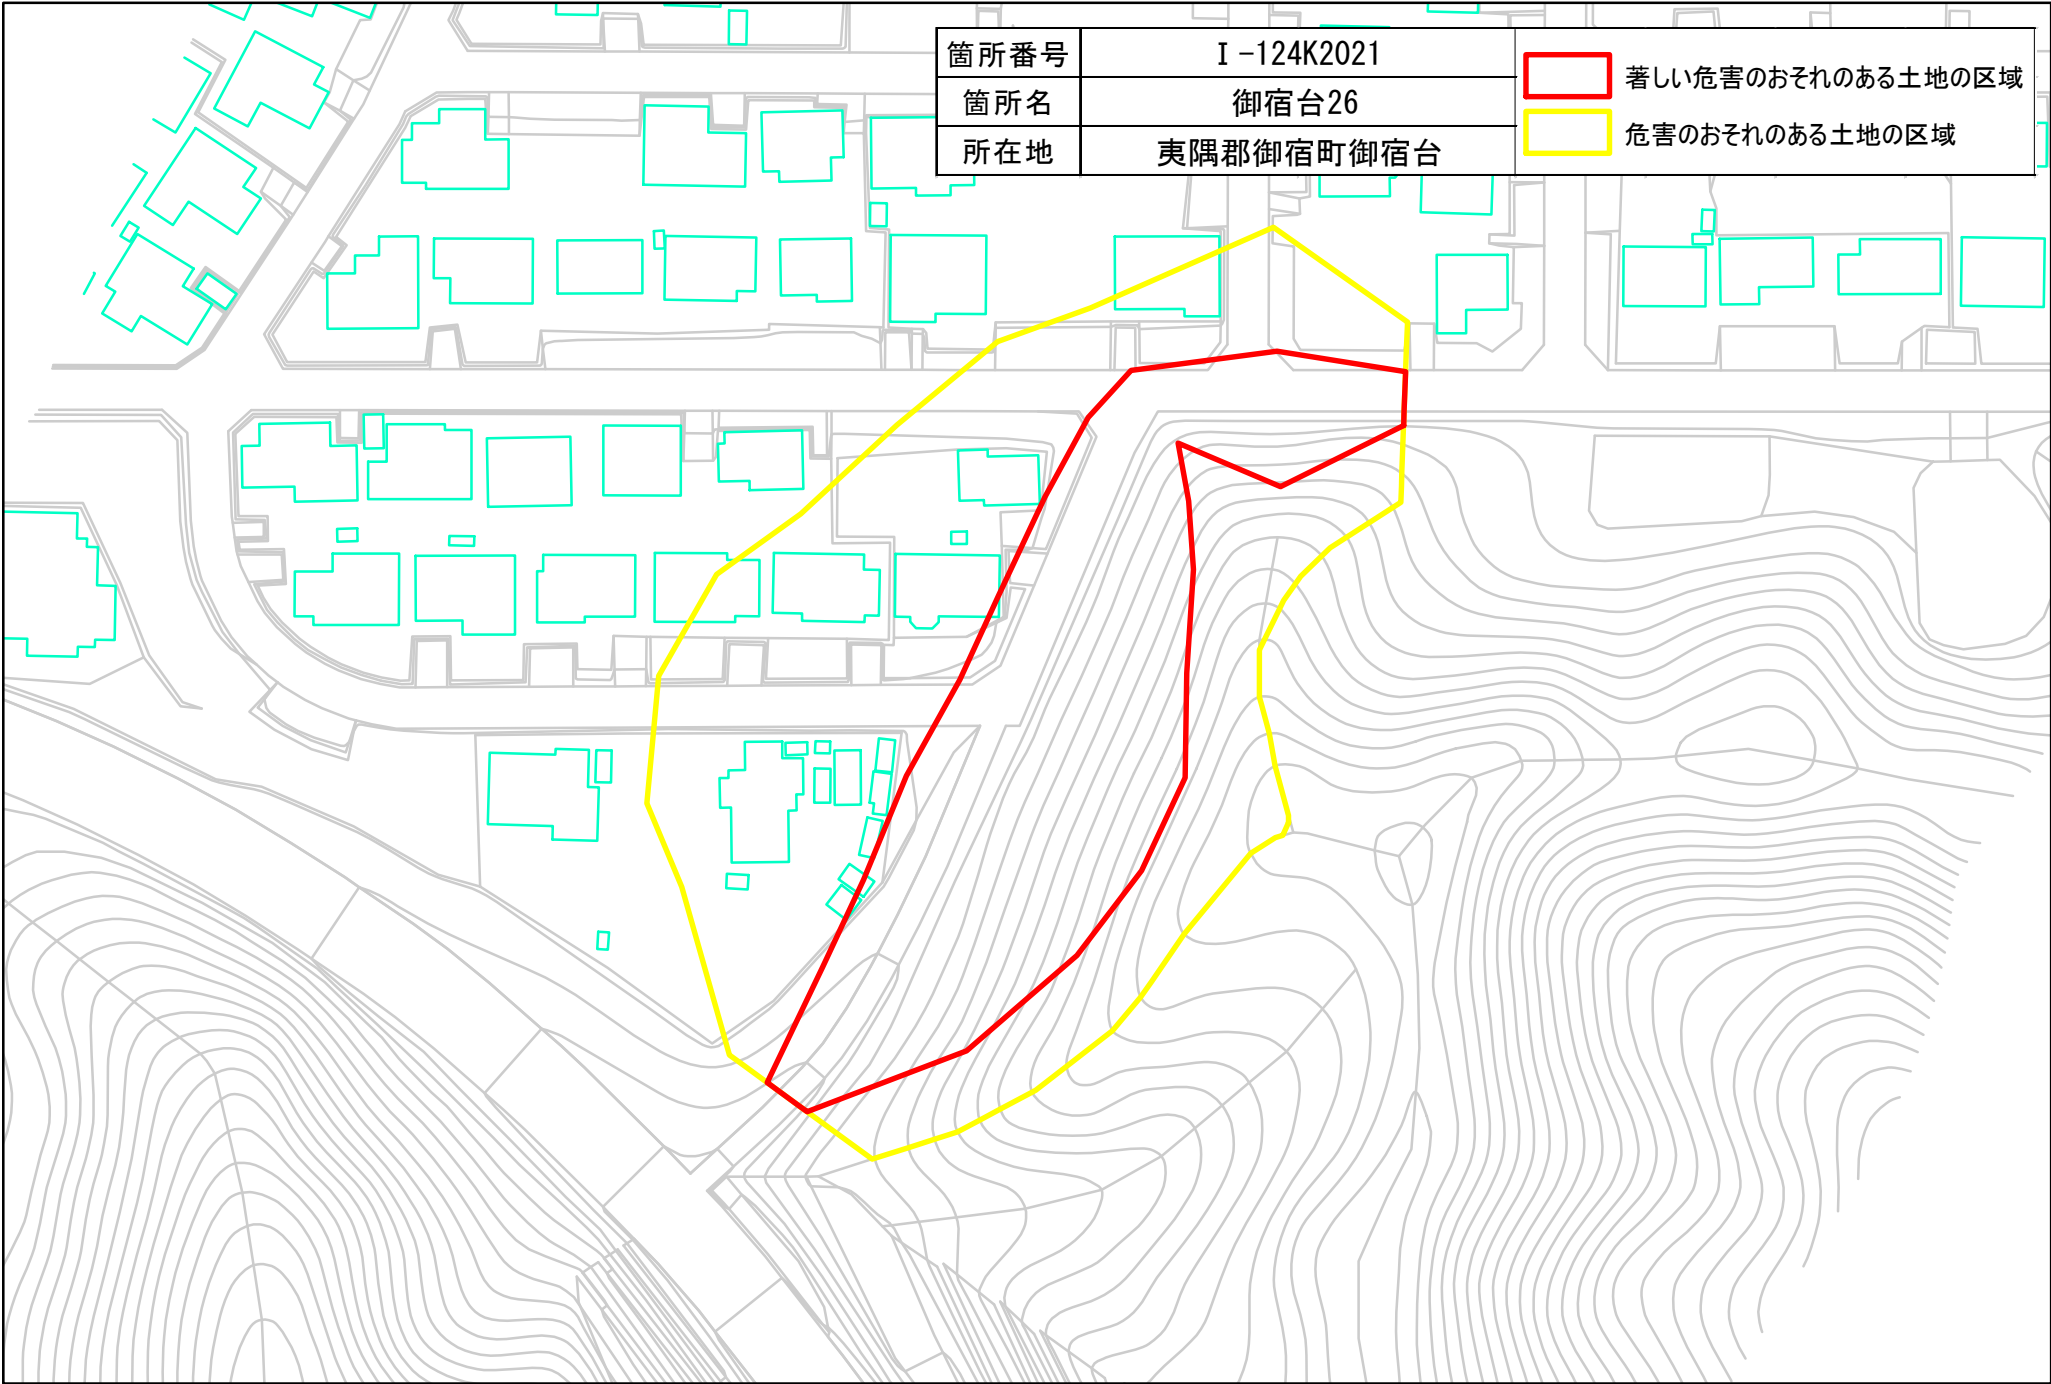 箇所番号 Ⅰ-124K2021
箇所名 御宿台26
所在地 夷隅郡御宿町御宿台
著しい危害のおそれのある土地の区域
危害のおそれのある土地の区域